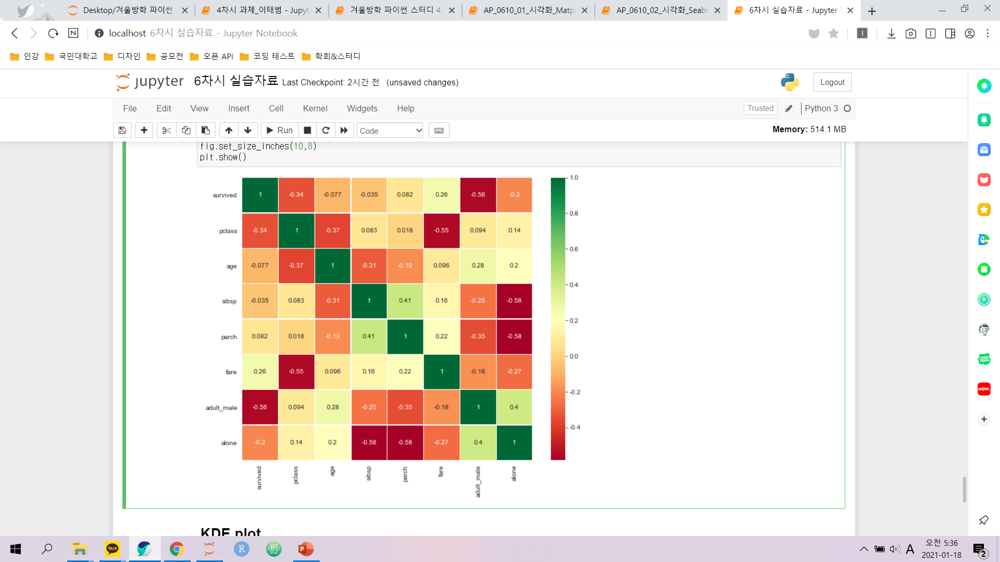 Desktop/겨울방학 파이썬
4차시 과제_이태범 - Jupyt
겨울방학 파이썬 스터디 4
AP_0610_01_시각화_Matp
AP_0610_02_시각화_Seabo
6차시 실습자료 - Jupyter
N
localhost 6차시 실습자료 - Jupyter Notebook
인강 국민대학교 디자인 공모전 오픈 API 코딩 테스트 학회&스터디
jupyter 6차시 실습자료 Last Checkpoint: 2시간 전 (unsaved changes)
Logout
File Edit View Insert Cell Kernel Widgets Help
Trusted Python 3
Run Code
Memory: 514.1 MB
fig.set_size_inches(10,8)
plt.show()
survived 1 -0.34 -0.077 -0.035 0.082 0.26 -0.56 -0.2
pclass -0.34 1 -0.37 0.083 0.018 -0.55 0.094 0.14
age -0.077 -0.37 1 -0.31 -0.19 0.096 0.28 0.2
sibsp -0.035 0.083 -0.31 1 0.41 0.16 -0.25 -0.58
parch 0.082 0.018 -0.19 0.41 1 0.22 -0.35 -0.58
fare 0.26 -0.55 0.096 0.16 0.22 1 -0.18 -0.27
adult_male -0.56 0.094 0.28 -0.25 -0.35 -0.18 1 0.4
alone -0.2 0.14 0.2 -0.58 -0.58 -0.27 0.4 1
survived pclass age sibsp parch fare adult_male alone
1.0
0.8
0.6
0.4
0.2
0.0
-0.2
-0.4
KDE plot
WEB
TOON
NOW.
TALK
R
P
A
오전 5:36
2021-01-18
2